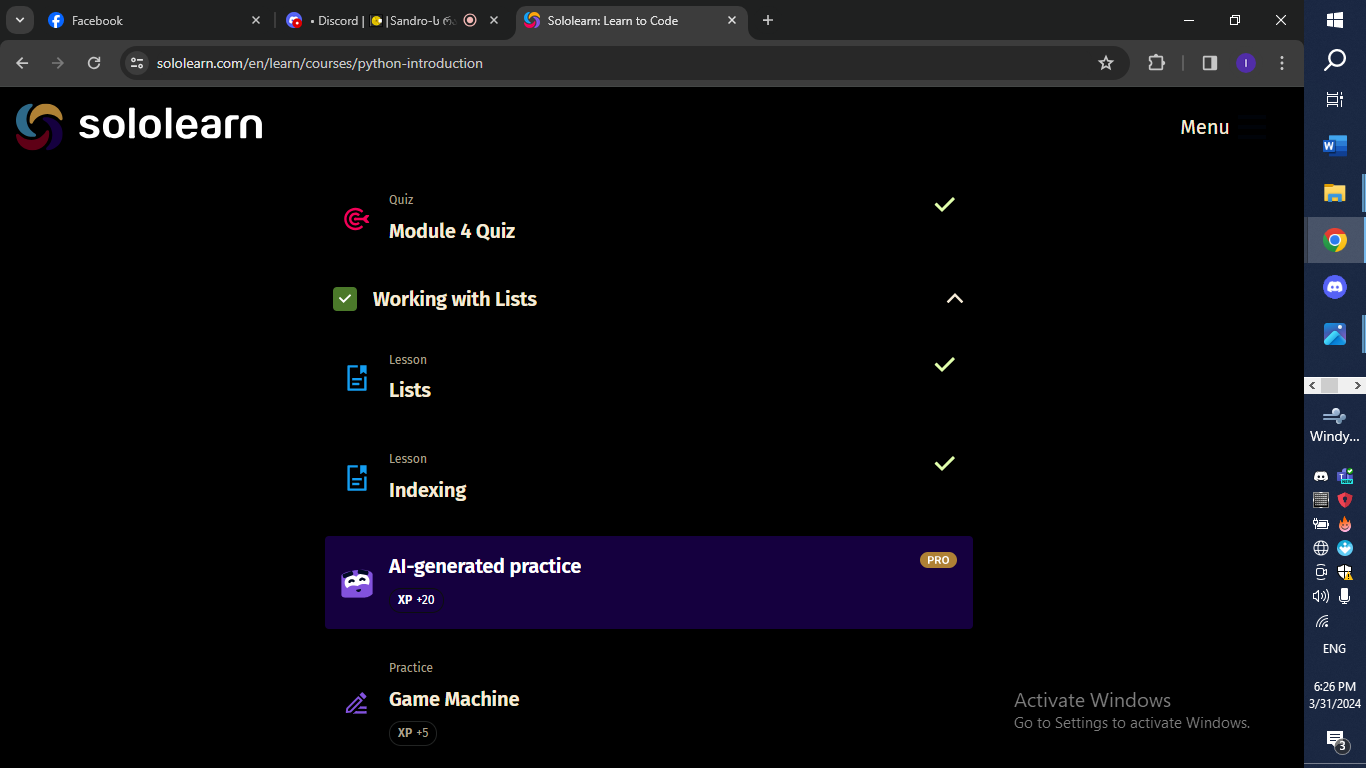 Facebook
• Discord | |Sandro-ს
Sololearn: Learn to Code
sololearn.com/en/learn/courses/python-introduction
I
sololearn
Menu
Quiz
Module 4 Quiz
Working with Lists
Lesson
Lists
Lesson
Indexing
AI-generated practice
PRO
XP +20
Practice
Game Machine
XP +5
Activate Windows
Go to Settings to activate Windows.
Windy...
ENG
6:26 PM
3/31/2024
3